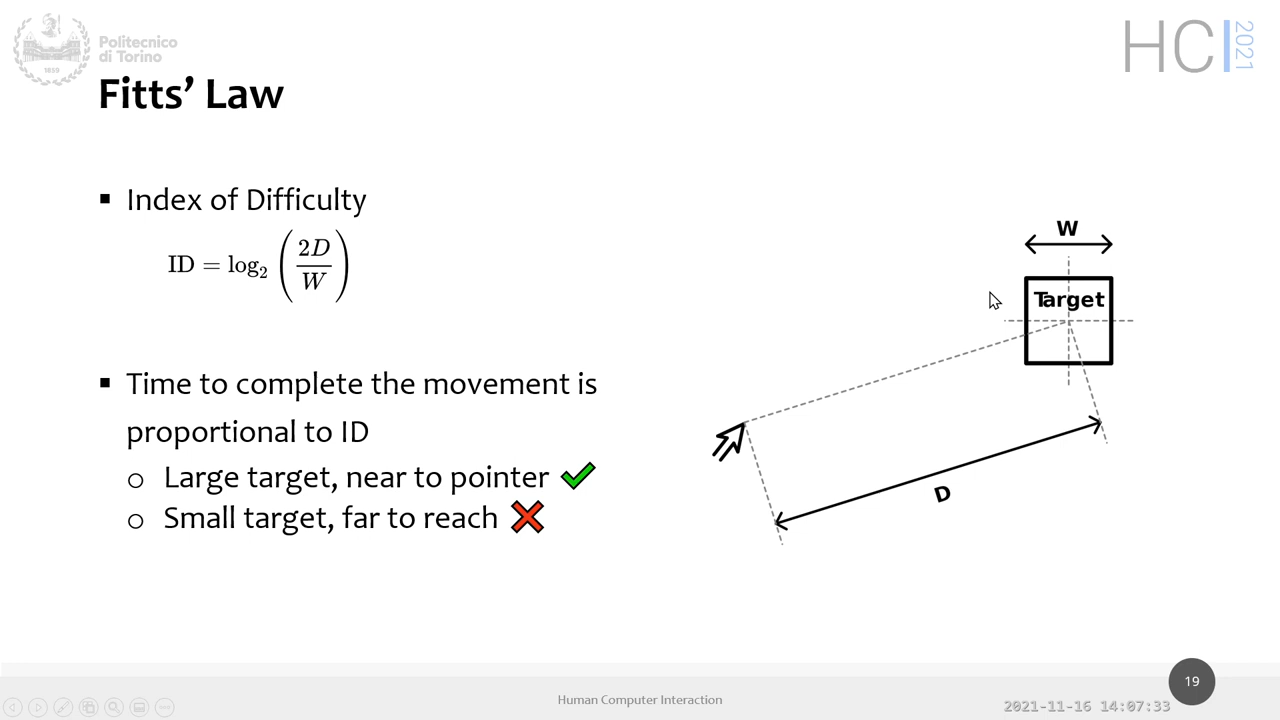 Politecnico
di Torino
1859
HCI
2021
Fitts’ Law
Index of Difficulty
ID = log₂ (2D/W)
Time to complete the movement is
proportional to ID
Large target, near to pointer
Small target, far to reach
W
Target
D
Human Computer Interaction
19
2021-11-16 14:07:33